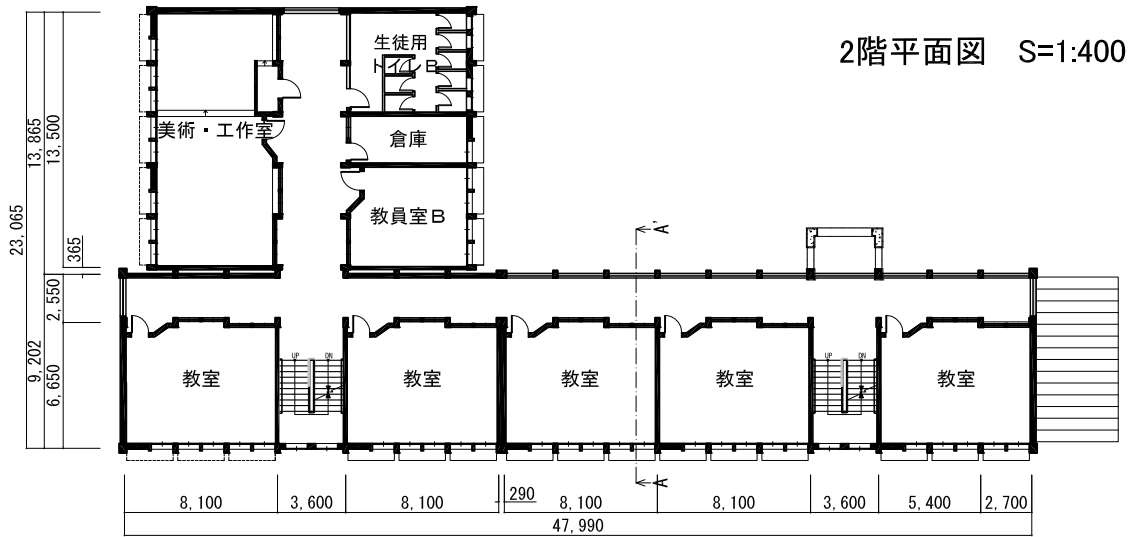 2階平面図 S=1:400
生徒用
トイレB
美術・工作室
倉庫
教員室B
A'
23,065
13,865
13,500
365
9,202
2,550
6,650
教室
UP
DN
教室
教室
教室
UP
DN
教室
A
8,100
3,600
8,100
290
8,100
8,100
3,600
5,400
2,700
47,990